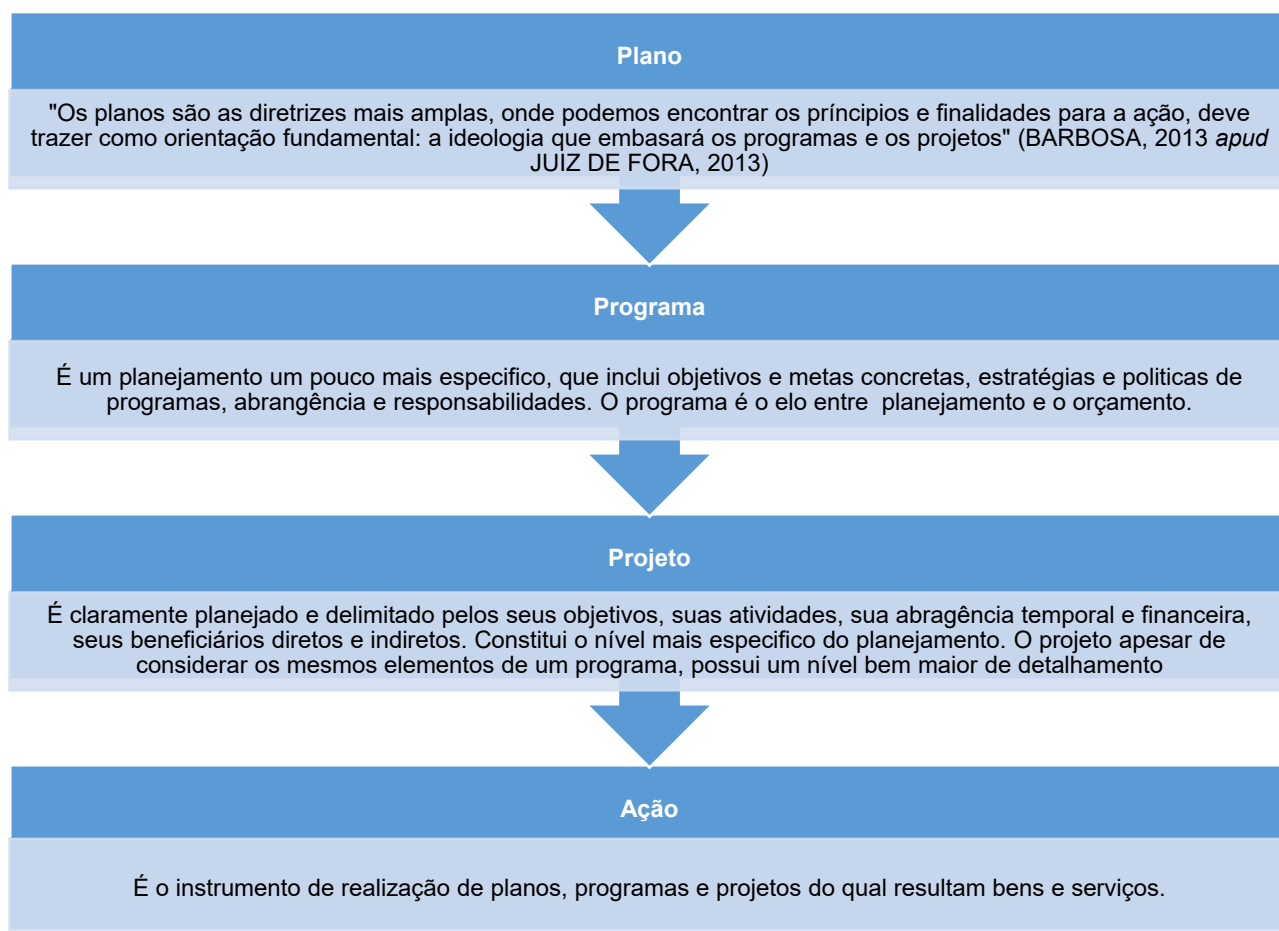 Plano
"Os planos são as diretrizes mais amplas, onde podemos encontrar os príncipios e finalidades para a ação, deve
trazer como orientação fundamental: a ideologia que embasará os programas e os projetos" (BARBOSA, 2013 apud
JUIZ DE FORA, 2013)
Programa
É um planejamento um pouco mais especifico, que inclui objetivos e metas concretas, estratégias e politicas de
programas, abrangência e responsabilidades. O programa é o elo entre  planejamento e o orçamento.
Projeto
É claramente planejado e delimitado pelos seus objetivos, suas atividades, sua abragência temporal e financeira,
seus beneficiários diretos e indiretos. Constitui o nível mais especifico do planejamento. O projeto apesar de
considerar os mesmos elementos de um programa, possui um nível bem maior de detalhamento
Ação
É o instrumento de realização de planos, programas e projetos do qual resultam bens e serviços.